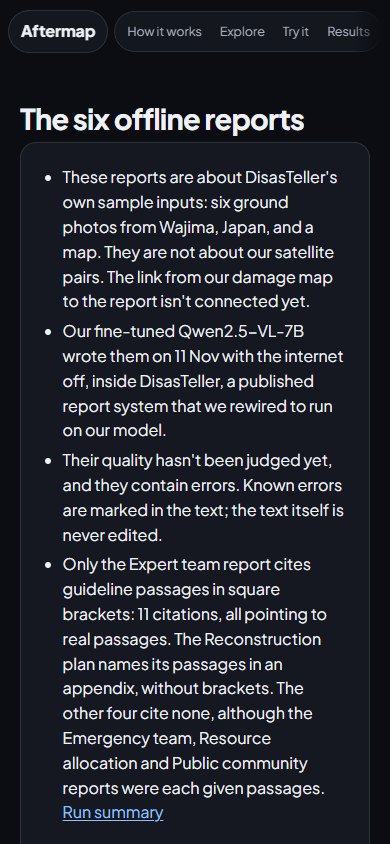 Aftermap
How it works
Explore
Try it
Results
The six offline reports
• These reports are about DisasTeller's
own sample inputs: six ground
photos from Wajima, Japan, and a
map. They are not about our satellite
pairs. The link from our damage map
to the report isn't connected yet.
• Our fine-tuned Qwen2.5-VL-7B
wrote them on 11 Nov with the internet
off, inside DisasTeller, a published
report system that we rewired to run
on our model.
• Their quality hasn't been judged yet,
and they contain errors. Known errors
are marked in the text; the text itself is
never edited.
• Only the Expert team report cites
guideline passages in square
brackets: 11 citations, all pointing to
real passages. The Reconstruction
plan names its passages in an
appendix, without brackets. The
other four cite none, although the
Emergency team, Resource
allocation and Public community
reports were each given passages.
Run summary